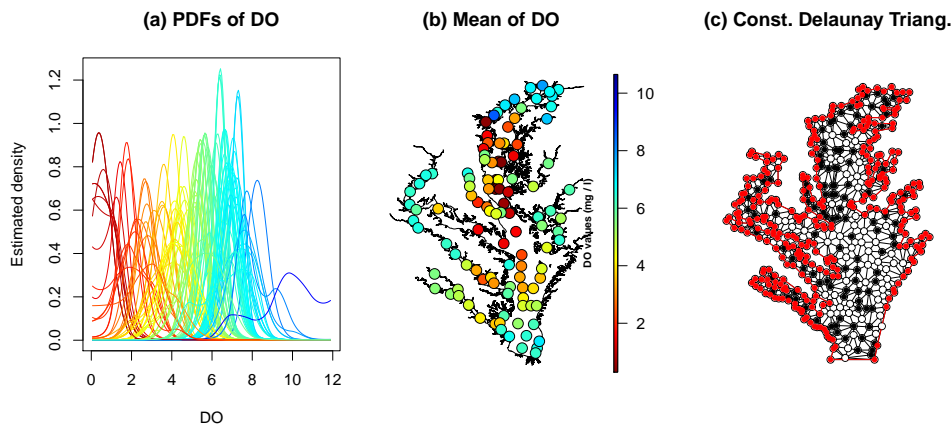 (a) PDFs of DO
(b) Mean of DO
(c) Const. Delaunay Triang.
Estimated density
0.0
0.2
0.4
0.6
0.8
1.0
1.2
0 2 4 6 8 10 12
DO
DO values (mg / l)
10
8
6
4
2